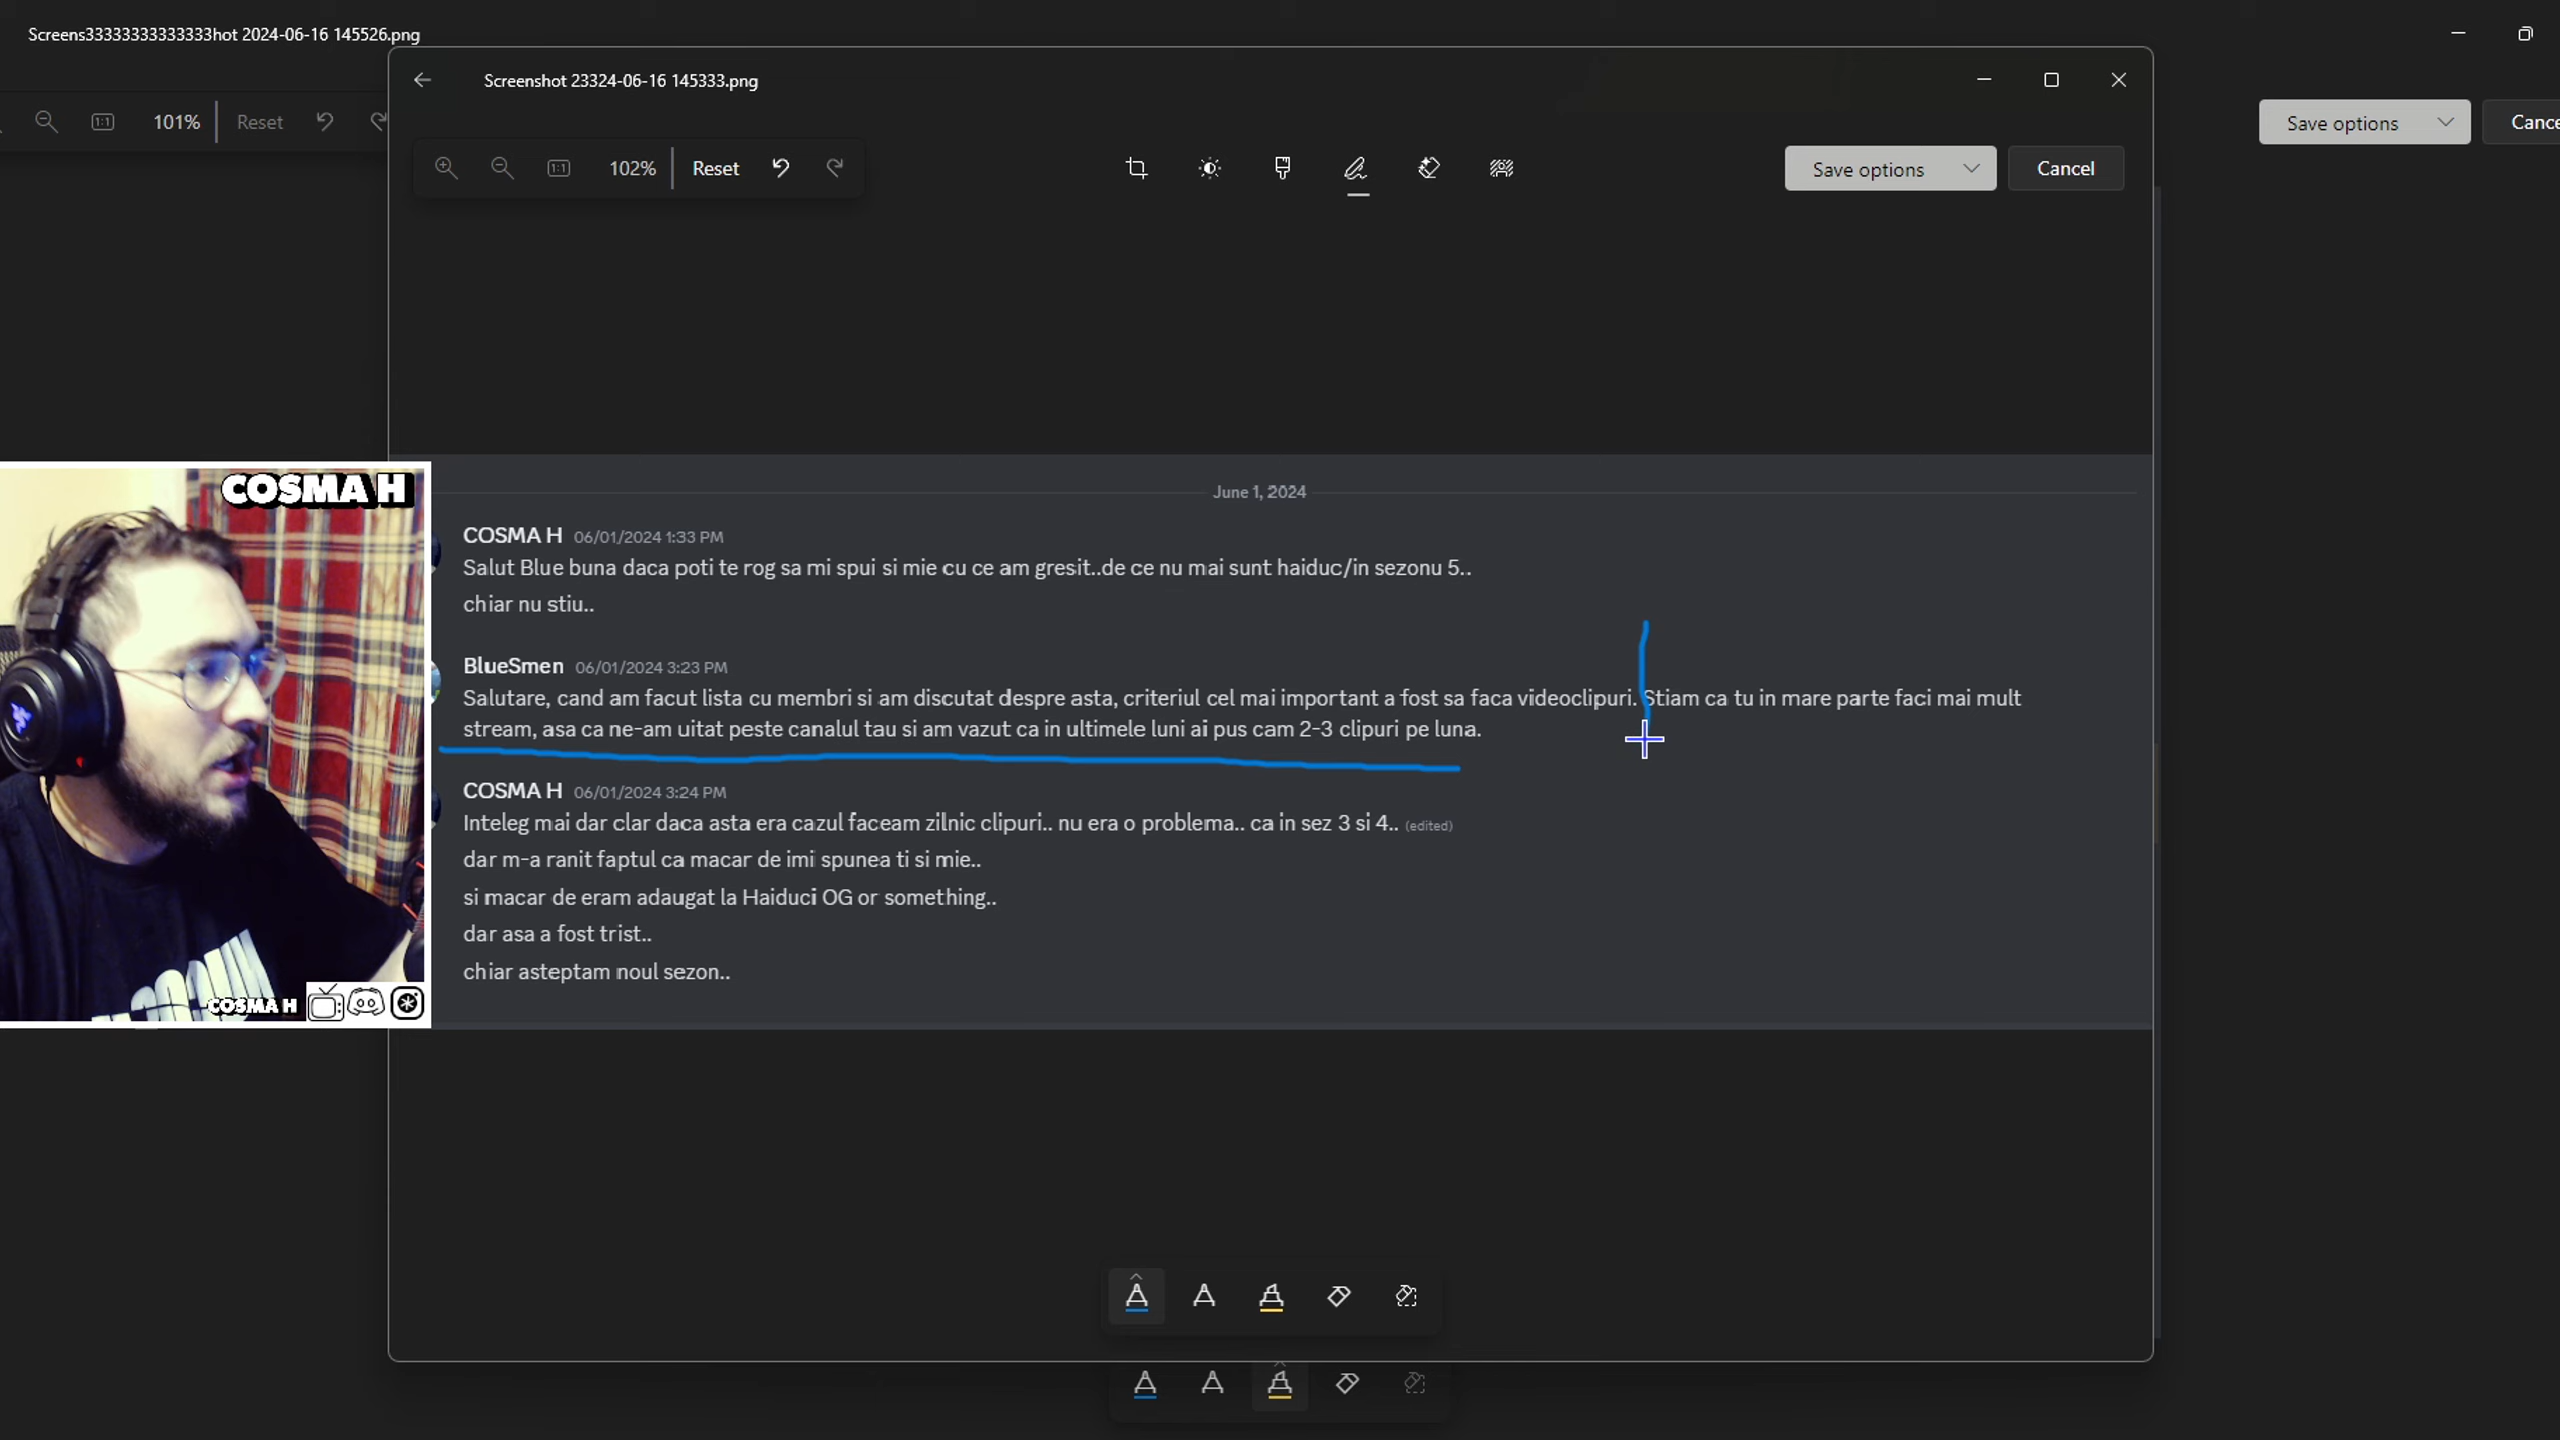 Screens33333333333333hot 2024-06-16 145526.png
Screenshot 23324-06-16 145333.png
101%
Reset
Save options
Cance
102%
Reset
Save options
Cancel
COSMA H
June 1, 2024
COSMA H 06/01/2024 1:33 PM
Salut Blue buna daca poti te rog sa mi spui si mie cu ce am gresit..de ce nu mai sunt haiduc/in sezonu 5..
chiar nu stiu..
BlueSmen 06/01/2024 3:23 PM
Salutare, cand am facut lista cu membri si am discutat despre asta, criteriul cel mai important a fost sa faca videoclipuri. Stiam ca tu in mare parte faci mai mult
stream, asa ca ne-am uitat peste canalul tau si am vazut ca in ultimele luni ai pus cam 2-3 clipuri pe luna.
COSMA H 06/01/2024 3:24 PM
Inteleg mai dar clar daca asta era cazul faceam zilnic clipuri.. nu era o problema.. ca in sez 3 si 4.. (edited)
dar m-a ranit faptul ca macar de imi spunea ti si mie..
si macar de eram adaugat la Haiduci OG or something..
dar asa a fost trist..
chiar asteptam noul sezon..
COSMA H